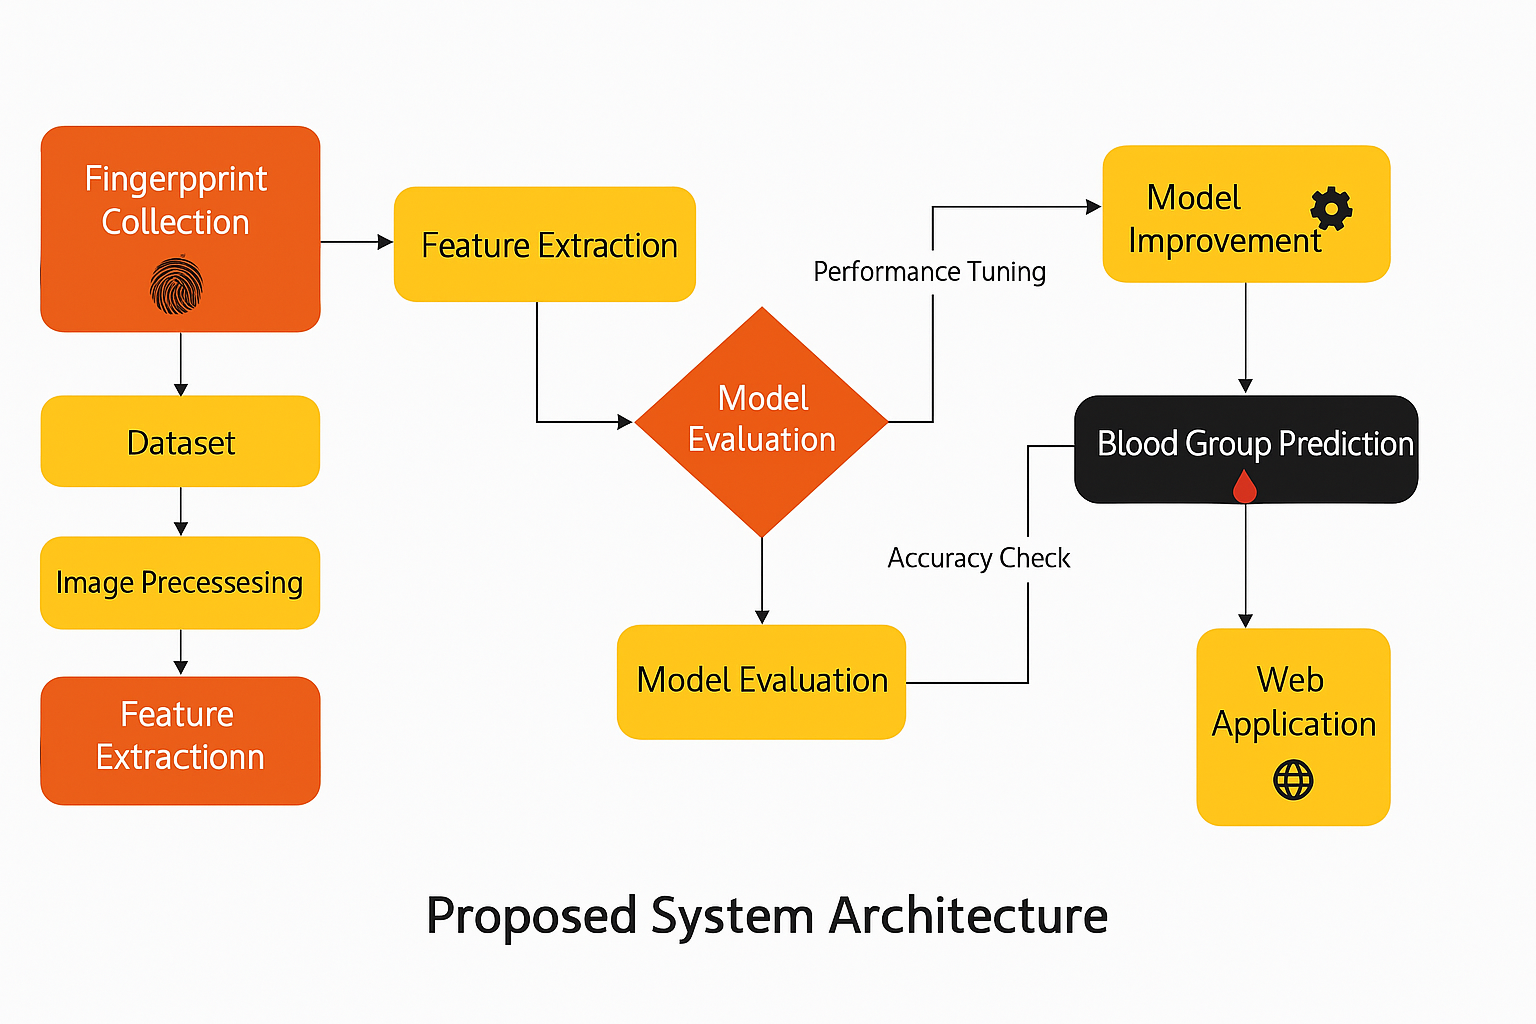 Fingerpprint
Collection
Dataset
Image Precessesing
Feature
Extractionn
Feature Extraction
Model
Evaluation
Performance Tuning
Model
Improvement
Blood Group Prediction
Accuracy Check
Model Evaluation
Web
Application
Proposed System Architecture